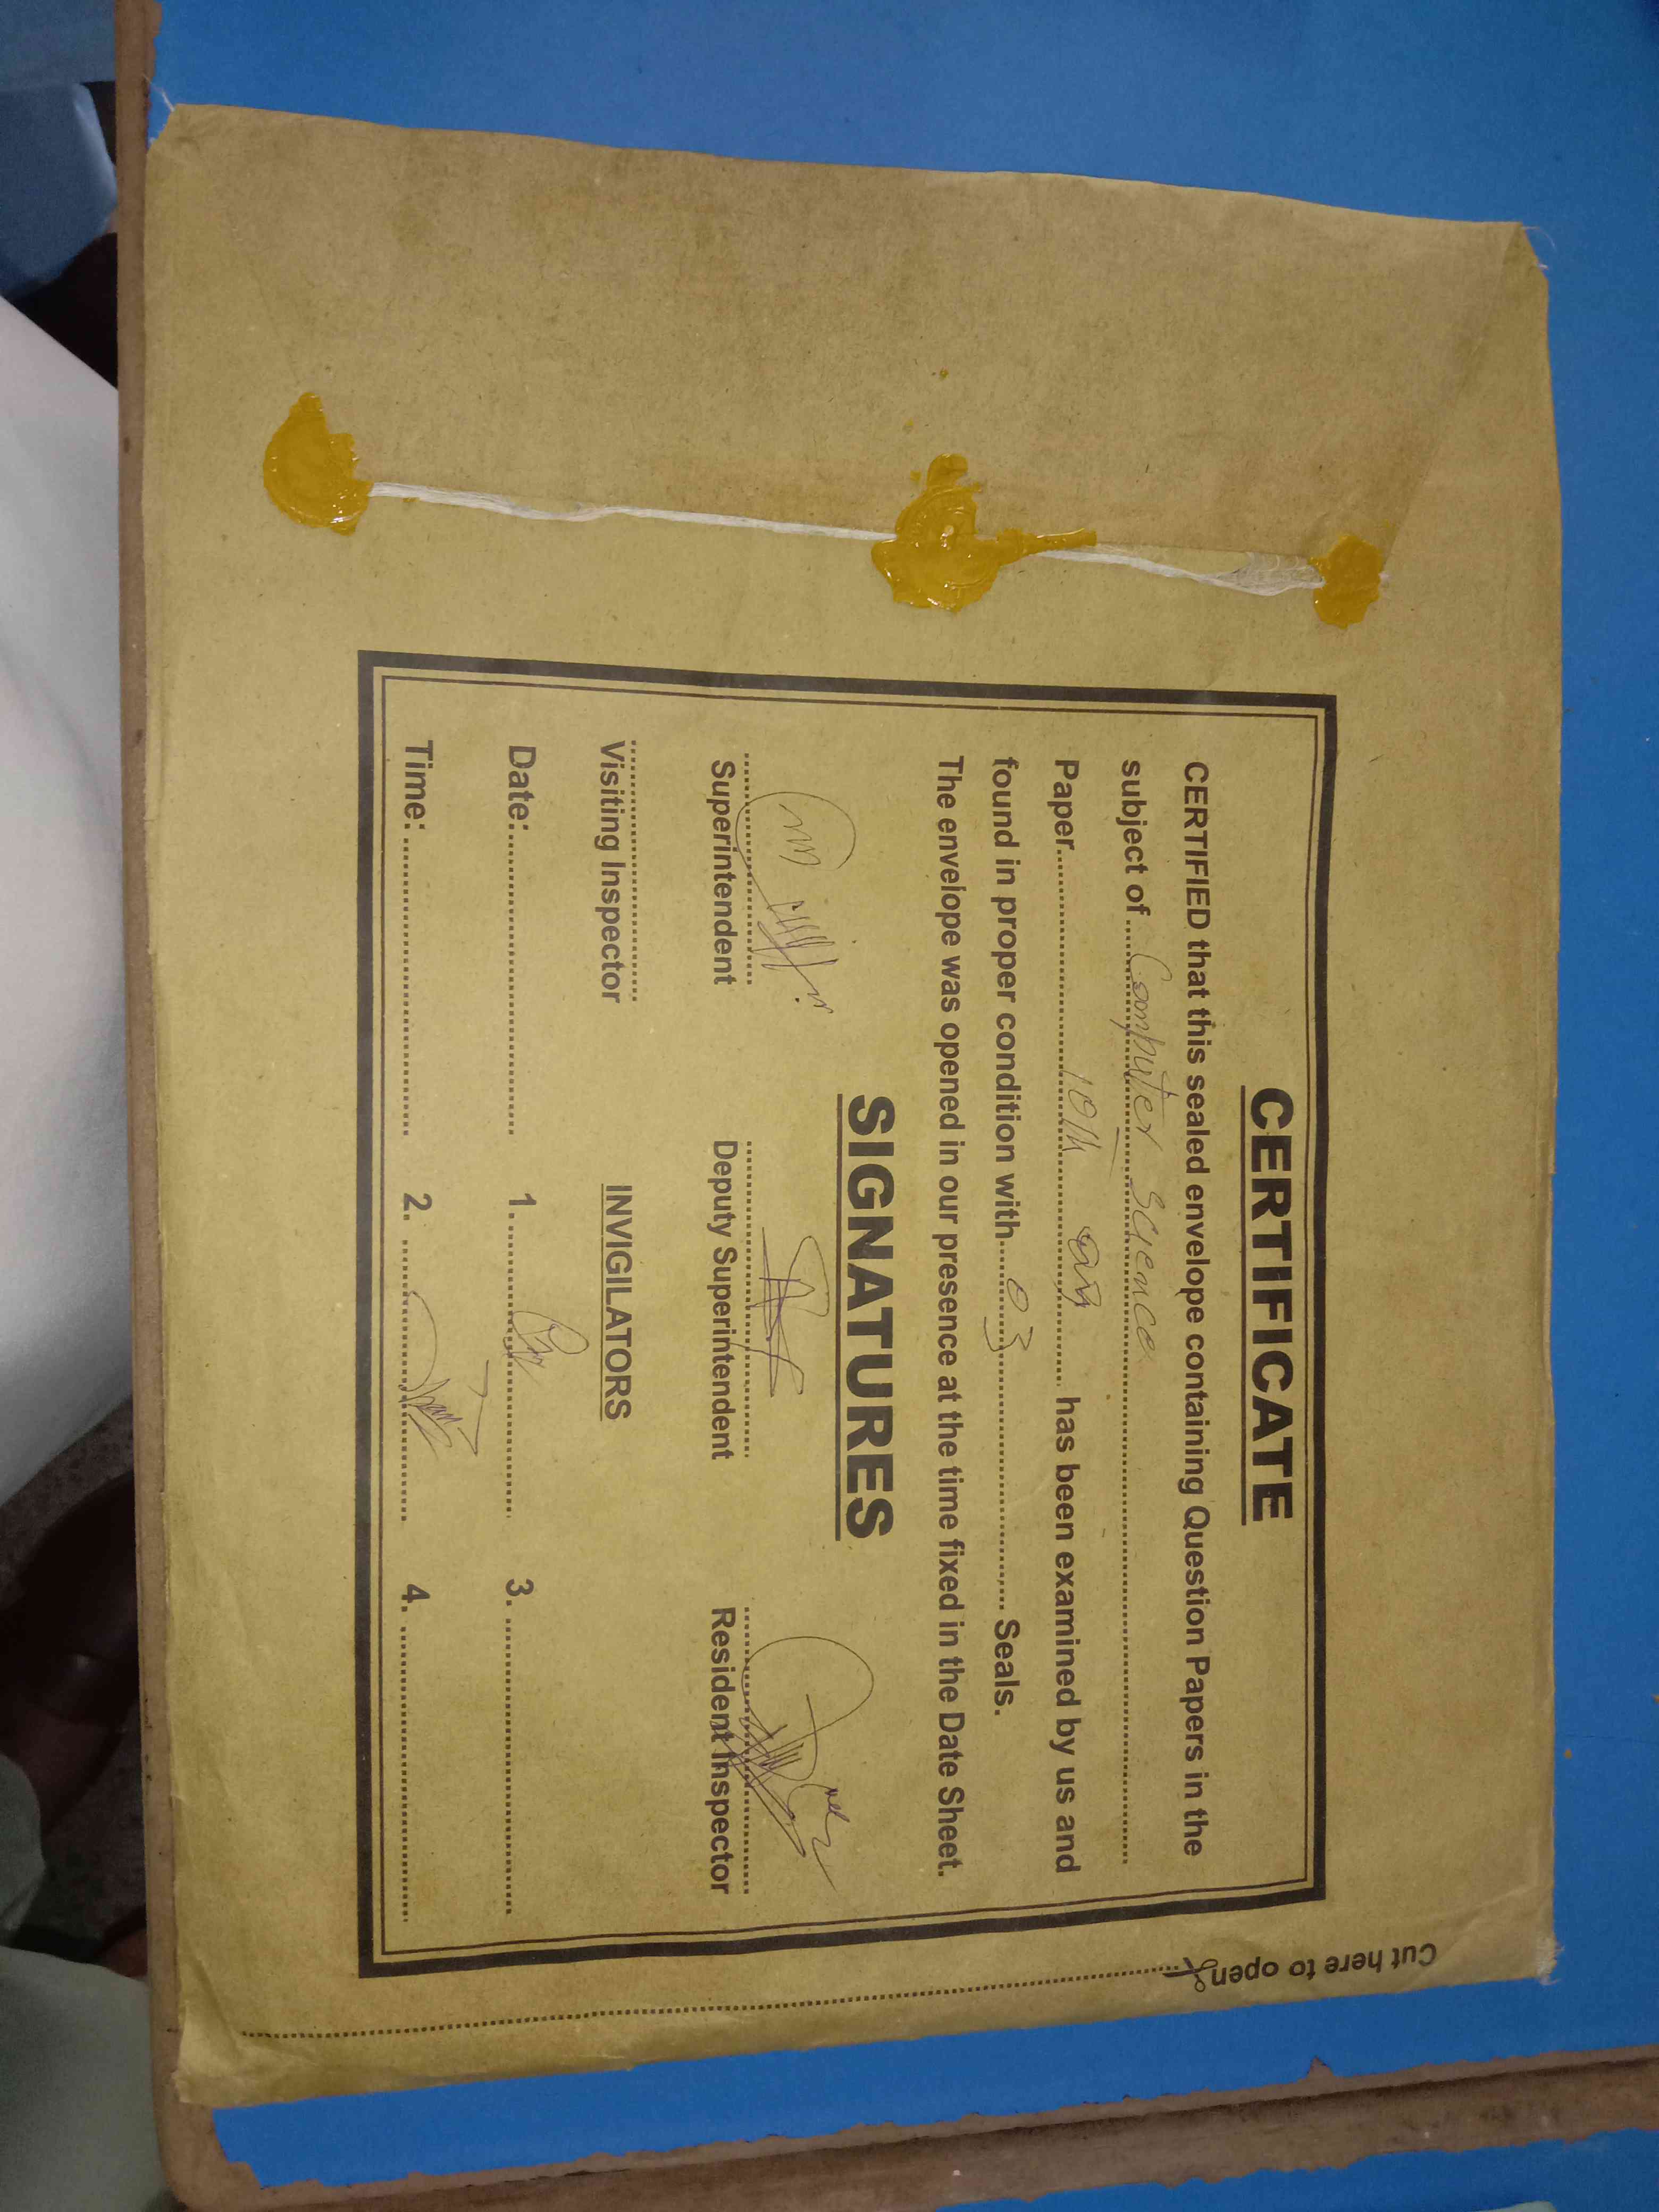 CERTIFICATE
CERTIFIED that this sealed envelope containing Question Papers in the
subject of.....Computer Science..........
Paper..........10th.......... has been examined by us and
found in proper condition with.....03.......... Seals.
The envelope was opened in our presence at the time fixed in the Date Sheet.
SIGNATURES
Superintendent Deputy Superintendent Resident Inspector
Visiting Inspector INVIGILATORS
Date:.......... 1........... 3. ..........
Time: .......... 2. .......... 4. ..........
Cut here to open